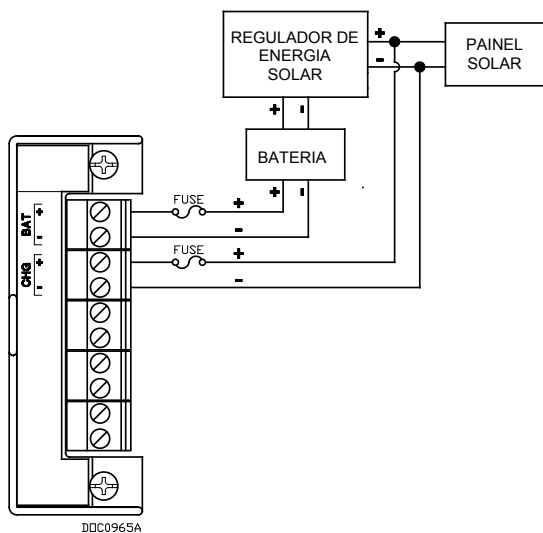 REGULADOR DE
ENERGIA
SOLAR
+
-
PAINEL
SOLAR
+ -
BATERIA
+ -
FUSE
+
-
FUSE
+
-
BAT
+
-
CHG
+
-
DOC0965A